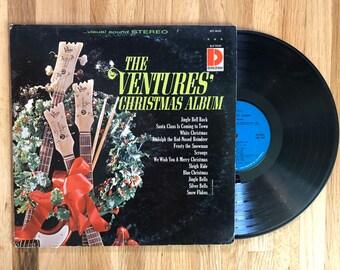 visual sound STEREO
THE
VENTURES'
CHRISTMAS ALBUM
Jingle Bell Rock
Santa Claus Is Coming to Town
White Christmas
Rudolph the Red-Nosed Reindeer
Frosty the Snowman
Scrooge
We Wish You A Merry Christmas
Sleigh Ride
Blue Christmas
Jingle Bells
Silver Bells
Snow Flakes